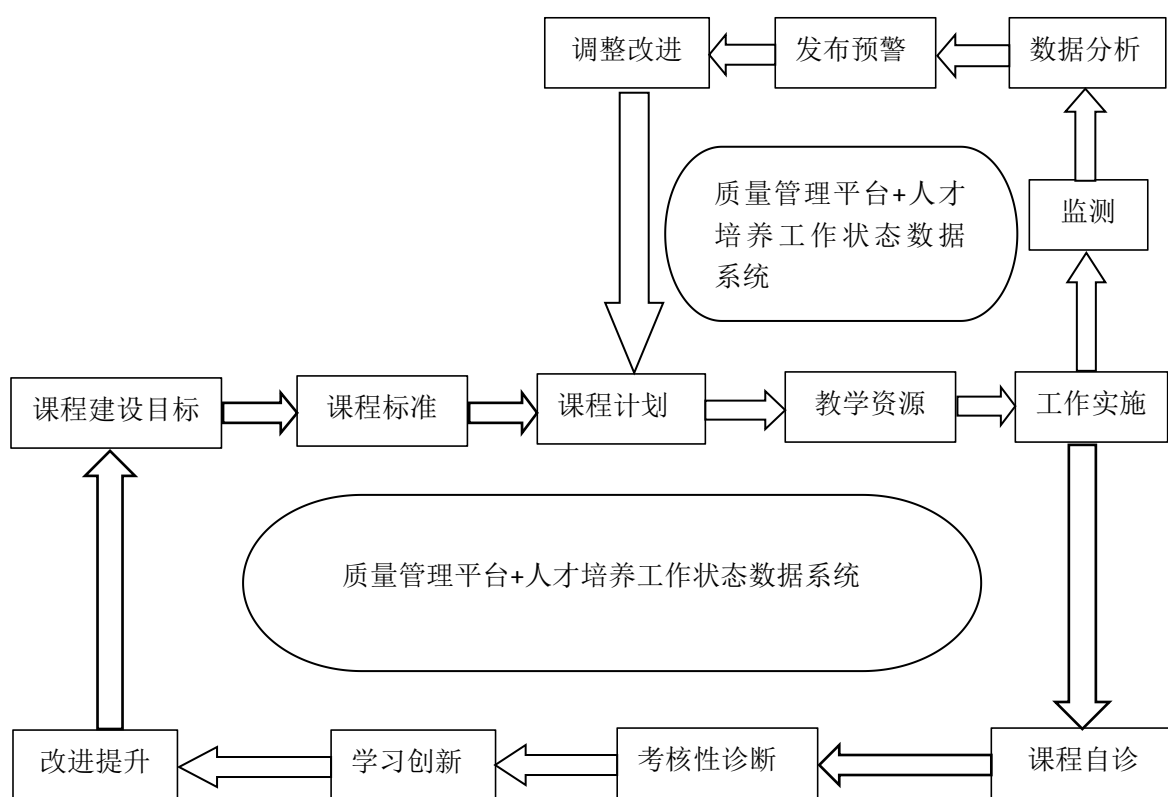 调整改进
发布预警
数据分析
质量管理平台+人才
培养工作状态数据
系统
监测
课程建设目标
课程标准
课程计划
教学资源
工作实施
质量管理平台+人才培养工作状态数据系统
改进提升
学习创新
考核性诊断
课程自诊